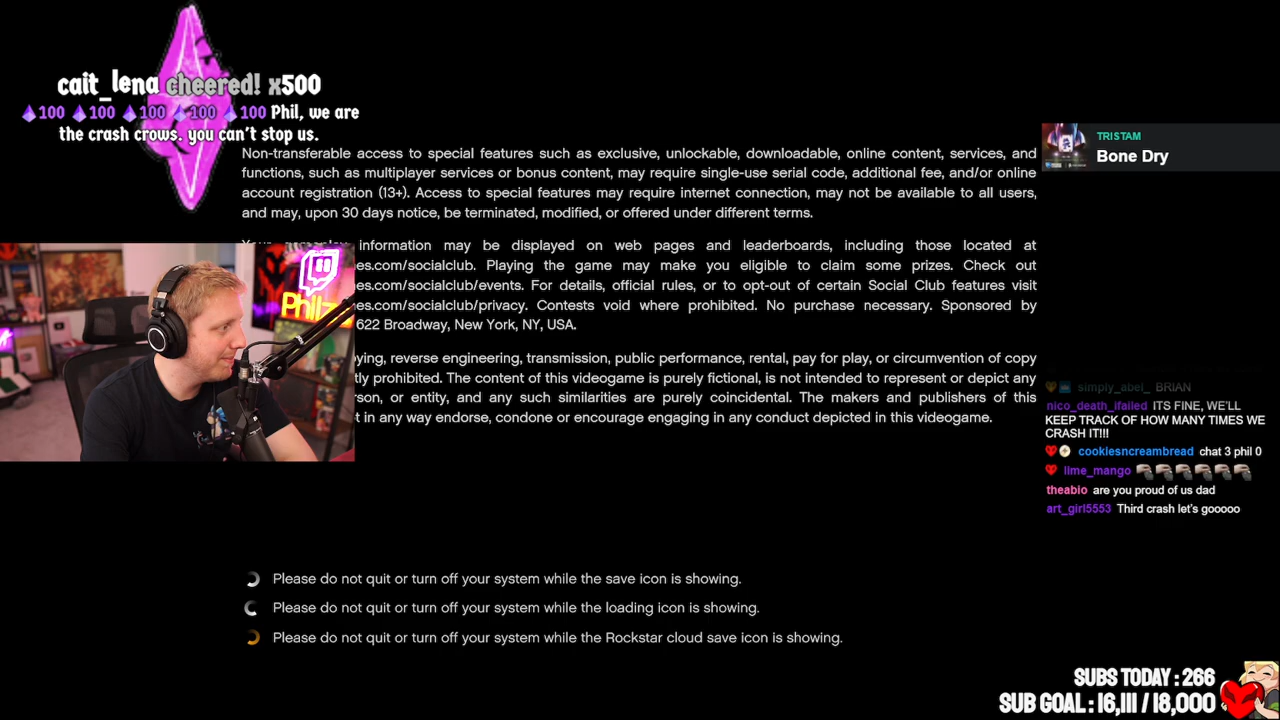 cait_lena cheered! x500
100 100 100 100 100 Phil, we are
the crash crows. you can't stop us.
Non-transferable access to special features such as exclusive, unlockable, downloadable, online content, services, and
functions, such as multiplayer services or bonus content, may require single-use serial code, additional fee, and/or online
account registration (13+). Access to special features may require internet connection, may not be available to all users,
and may, upon 30 days notice, be terminated, modified, or offered under different terms.
information may be displayed on web pages and leaderboards, including those located at
es.com/socialclub. Playing the game may make you eligible to claim some prizes. Check out
es.com/socialclub/events. For details, official rules, or to opt-out of certain Social Club features visit
es.com/socialclub/privacy. Contests void where prohibited. No purchase necessary. Sponsored by
622 Broadway, New York, NY, USA.
ying, reverse engineering, transmission, public performance, rental, pay for play, or circumvention of copy
tly prohibited. The content of this videogame is purely fictional, is not intended to represent or depict any
rson, or entity, and any such similarities are purely coincidental. The makers and publishers of this
t in any way endorse, condone or encourage engaging in any conduct depicted in this videogame.
Please do not quit or turn off your system while the save icon is showing.
Please do not quit or turn off your system while the loading icon is showing.
Please do not quit or turn off your system while the Rockstar cloud save icon is showing.
TRISTAM
Bone Dry
simply_abel_ BRIAN
nico_death_ifailed ITS FINE, WE'LL
KEEP TRACK OF HOW MANY TIMES WE
CRASH IT!!!
cookiesncreambread chat 3 phil 0
lime_mango
theabio are you proud of us dad
art_girl5553 Third crash let's gooooo
SUBS TODAY : 266
SUB GOAL : 16,111 / 18,000